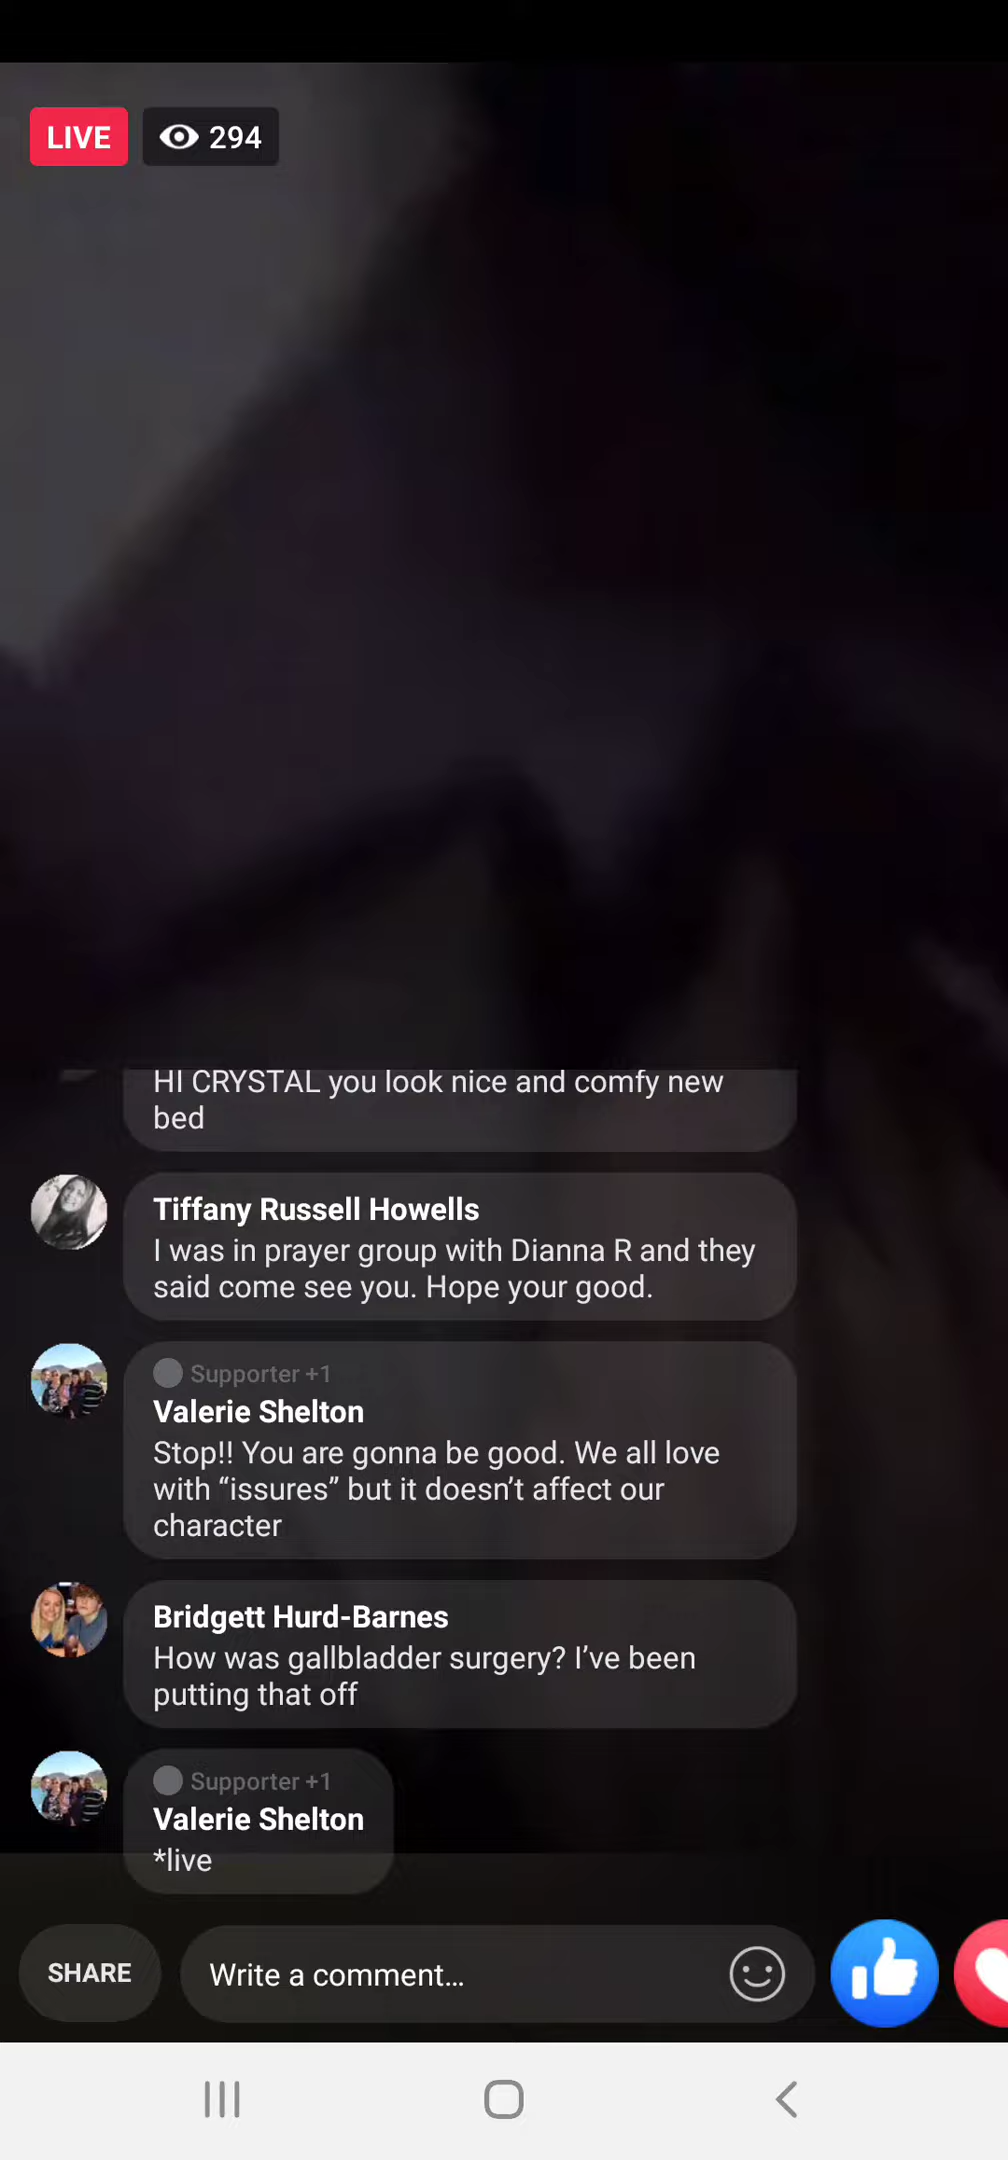 LIVE 294
HI CRYSTAL you look nice and comfy new
bed
Tiffany Russell Howells
I was in prayer group with Dianna R and they
said come see you. Hope your good.
Supporter +1
Valerie Shelton
Stop!! You are gonna be good. We all love
with “issures” but it doesn’t affect our
character
Bridgett Hurd-Barnes
How was gallbladder surgery? I’ve been
putting that off
Supporter +1
Valerie Shelton
*live
SHARE Write a comment...